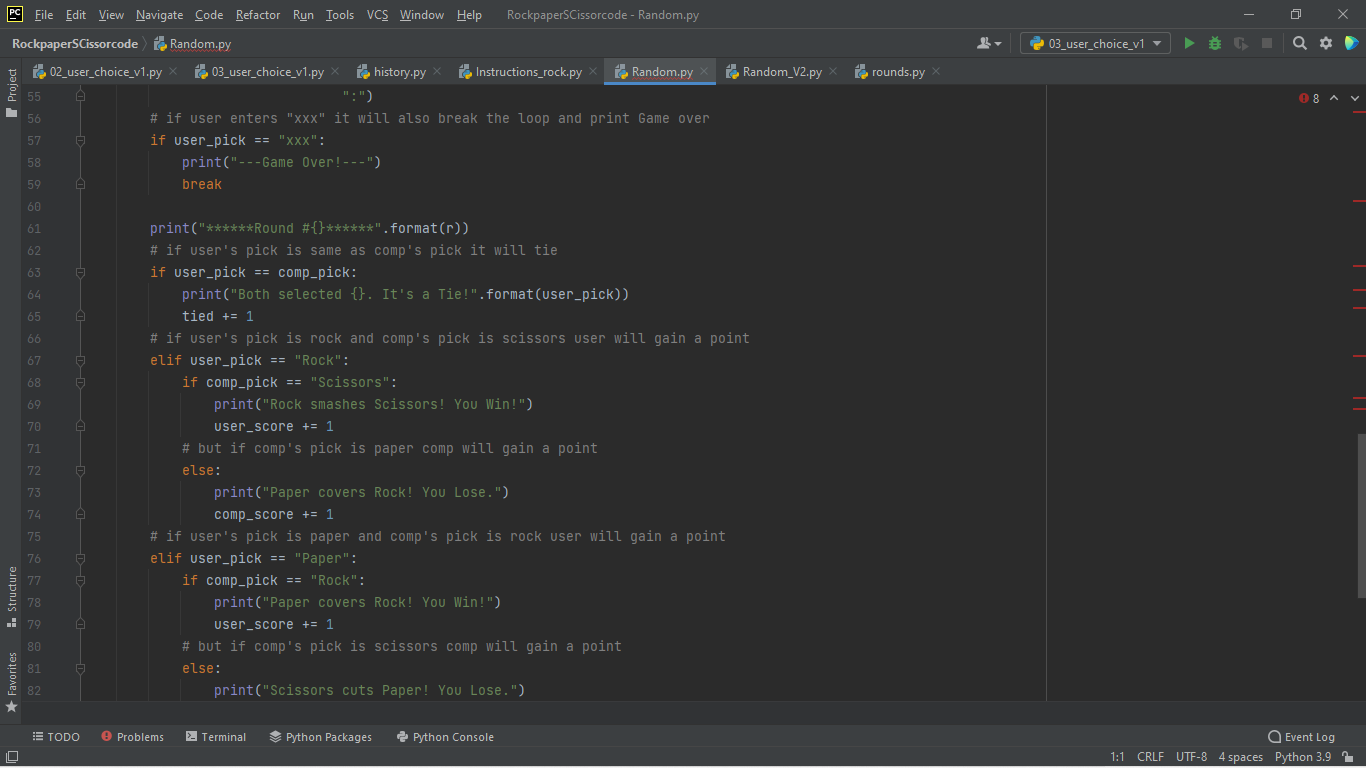 PC File Edit View Navigate Code Refactor Run Tools VCS Window Help RockpaperSCissorcode - Random.py
RockpaperSCissorcode Random.py 03_user_choice_v1
02_user_choice_v1.py 03_user_choice_v1.py history.py Instructions_rock.py Random.py Random_V2.py rounds.py
Project
Structure
Favorites
8
55 ":")
56 # if user enters "xxx" it will also break the loop and print Game over
57 if user_pick == "xxx":
58 print("---Game Over!---")
59 break
60
61 print("******Round #{}******".format(r))
62 # if user's pick is same as comp's pick it will tie
63 if user_pick == comp_pick:
64 print("Both selected {}. It's a Tie!".format(user_pick))
65 tied += 1
66 # if user's pick is rock and comp's pick is scissors user will gain a point
67 elif user_pick == "Rock":
68 if comp_pick == "Scissors":
69 print("Rock smashes Scissors! You Win!")
70 user_score += 1
71 # but if comp's pick is paper comp will gain a point
72 else:
73 print("Paper covers Rock! You Lose.")
74 comp_score += 1
75 # if user's pick is paper and comp's pick is rock user will gain a point
76 elif user_pick == "Paper":
77 if comp_pick == "Rock":
78 print("Paper covers Rock! You Win!")
79 user_score += 1
80 # but if comp's pick is scissors comp will gain a point
81 else:
82 print("Scissors cuts Paper! You Lose.")
TODO Problems Terminal Python Packages Python Console Event Log
1:1 CRLF UTF-8 4 spaces Python 3.9